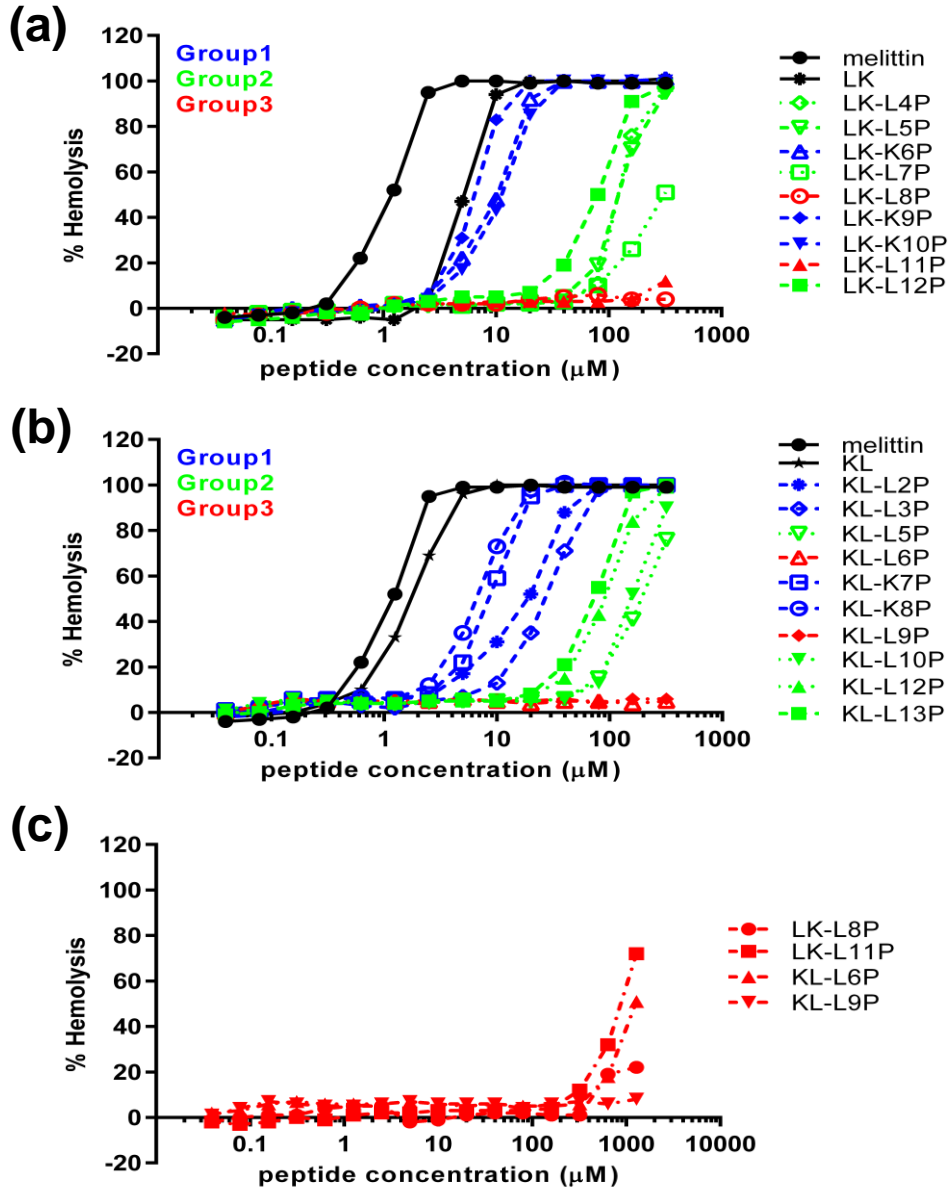 (a)
120
100
80
60
40
20
0
-20
% Hemolysis
Group1
Group2
Group3
0.1 1 10 100 1000
peptide concentration (μM)
melittin
LK
LK-L4P
LK-L5P
LK-K6P
LK-L7P
LK-L8P
LK-K9P
LK-K10P
LK-L11P
LK-L12P
(b)
120
100
80
60
40
20
0
-20
% Hemolysis
Group1
Group2
Group3
0.1 1 10 100 1000
peptide concentration (μM)
melittin
KL
KL-L2P
KL-L3P
KL-L5P
KL-L6P
KL-K7P
KL-K8P
KL-L9P
KL-L10P
KL-L12P
KL-L13P
(c)
120
100
80
60
40
20
0
-20
% Hemolysis
0.1 1 10 100 1000 10000
peptide concentration (μM)
LK-L8P
LK-L11P
KL-L6P
KL-L9P